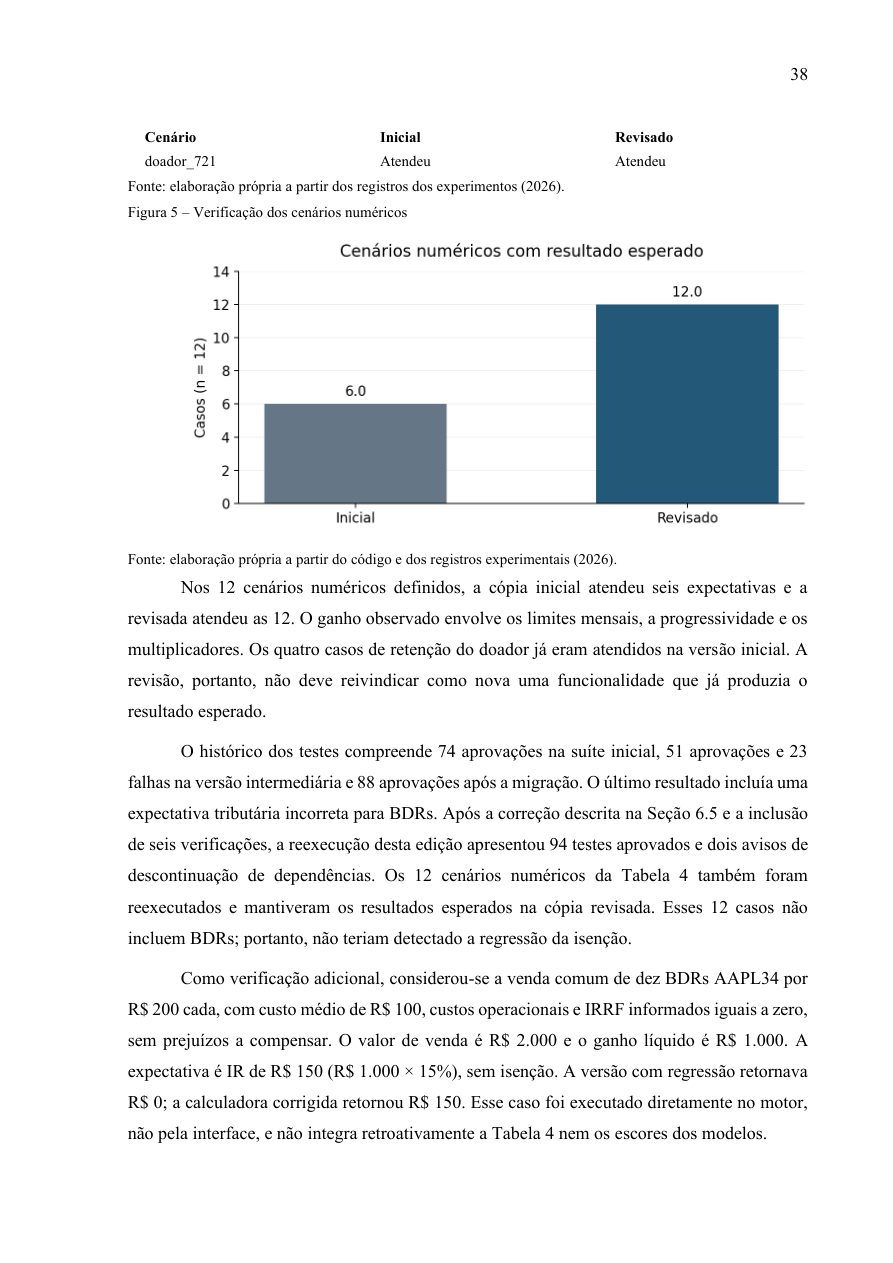 38
Cenário Inicial Revisado
doador_721 Atendeu Atendeu
Fonte: elaboração própria a partir dos registros dos experimentos (2026).
Figura 5 – Verificação dos cenários numéricos
Cenários numéricos com resultado esperado
14
12
10
8
6
4
2
0
Casos (n = 12)
6.0
12.0
Inicial Revisado
Fonte: elaboração própria a partir do código e dos registros experimentais (2026).
Nos 12 cenários numéricos definidos, a cópia inicial atendeu seis expectativas e a
revisada atendeu as 12. O ganho observado envolve os limites mensais, a progressividade e os
multiplicadores. Os quatro casos de retenção do doador já eram atendidos na versão inicial. A
revisão, portanto, não deve reivindicar como nova uma funcionalidade que já produzia o
resultado esperado.
O histórico dos testes compreende 74 aprovações na suíte inicial, 51 aprovações e 23
falhas na versão intermediária e 88 aprovações após a migração. O último resultado incluía uma
expectativa tributária incorreta para BDRs. Após a correção descrita na Seção 6.5 e a inclusão
de seis verificações, a reexecução desta edição apresentou 94 testes aprovados e dois avisos de
descontinuação de dependências. Os 12 cenários numéricos da Tabela 4 também foram
reexecutados e mantiveram os resultados esperados na cópia revisada. Esses 12 casos não
incluem BDRs; portanto, não teriam detectado a regressão da isenção.
Como verificação adicional, considerou-se a venda comum de dez BDRs AAPL34 por
R$ 200 cada, com custo médio de R$ 100, custos operacionais e IRRF informados iguais a zero,
sem prejuízos a compensar. O valor de venda é R$ 2.000 e o ganho líquido é R$ 1.000. A
expectativa é IR de R$ 150 (R$ 1.000 × 15%), sem isenção. A versão com regressão retornava
R$ 0; a calculadora corrigida retornou R$ 150. Esse caso foi executado diretamente no motor,
não pela interface, e não integra retroativamente a Tabela 4 nem os escores dos modelos.